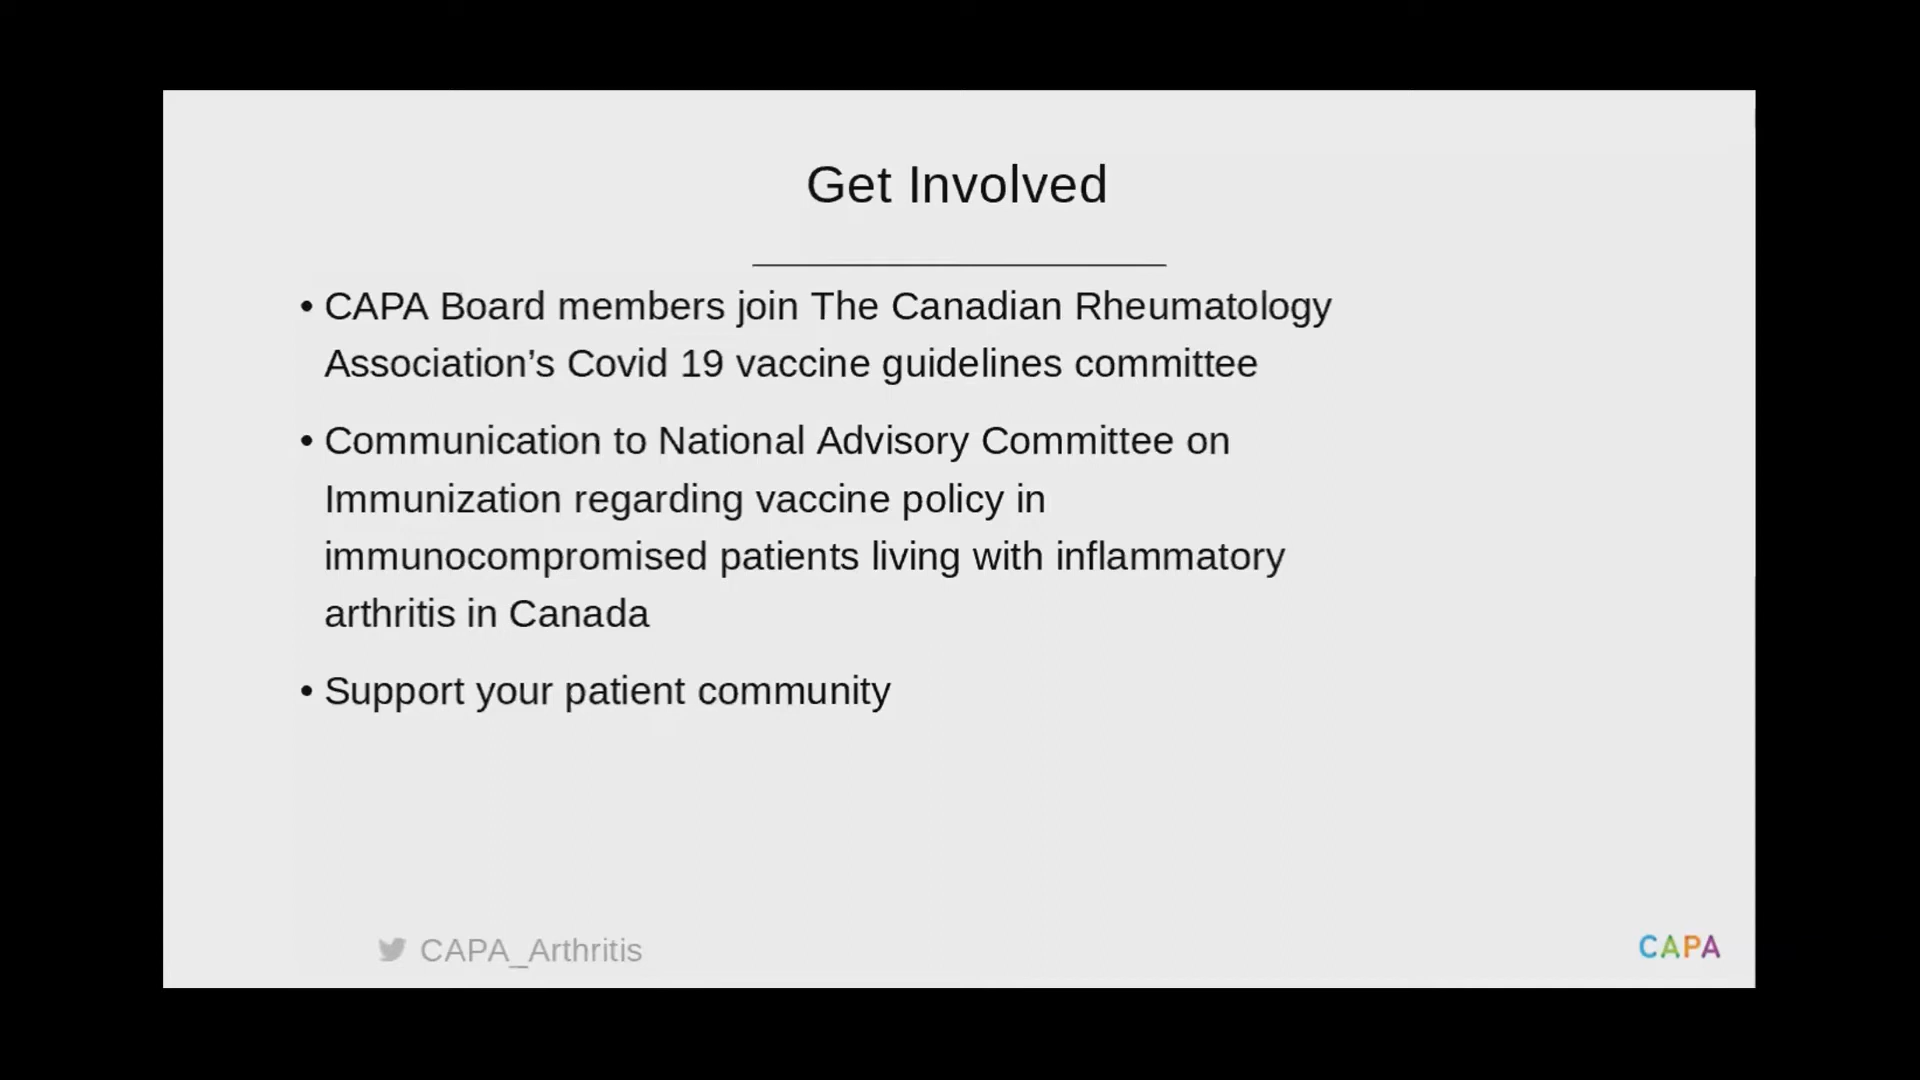 Get Involved
• CAPA Board members join The Canadian Rheumatology
Association’s Covid 19 vaccine guidelines committee
• Communication to National Advisory Committee on
Immunization regarding vaccine policy in
immunocompromised patients living with inflammatory
arthritis in Canada
• Support your patient community
CAPA_Arthritis
CAPA